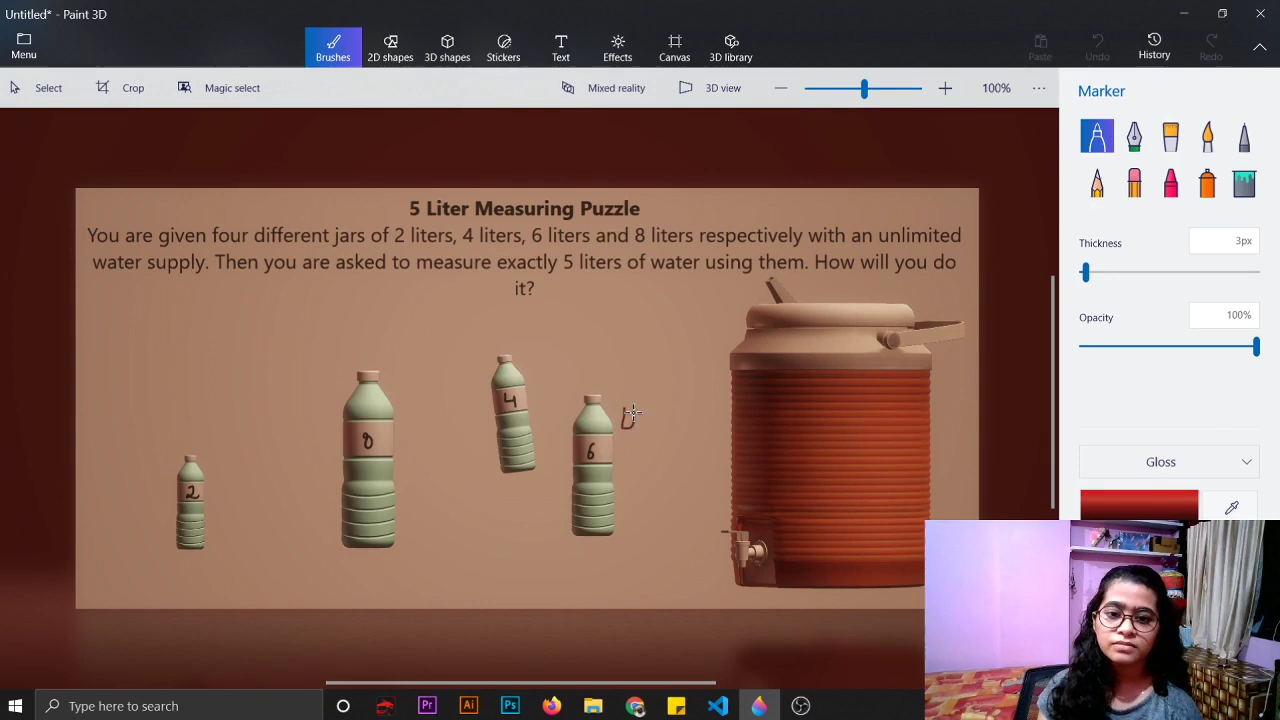 Untitled* - Paint 3D
Menu
Brushes
2D shapes
3D shapes
Stickers
Text
Effects
Canvas
3D library
Paste
Undo
History
Redo
Select
Crop
Magic select
Mixed reality
3D view
100%
Marker
Thickness
3px
Opacity
100%
Gloss
5 Liter Measuring Puzzle
You are given four different jars of 2 liters, 4 liters, 6 liters and 8 liters respectively with an unlimited
water supply. Then you are asked to measure exactly 5 liters of water using them. How will you do
it?
2
8
4
6
Type here to search
Pr
Ai
Ps